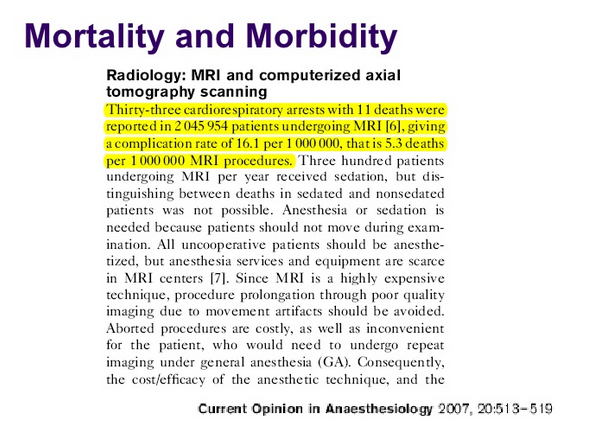 Mortality and Morbidity
Radiology: MRI and computerized axial
tomography scanning
Thirty-three cardiorespiratory arrests with 11 deaths were
reported in 2 045 954 patients undergoing MRI [6], giving
a complication rate of 16.1 per 1 000 000, that is 5.3 deaths
per 1 000 000 MRI procedures. Three hundred patients
undergoing MRI per year received sedation, but dis-
tinguishing between deaths in sedated and nonsedated
patients was not possible. Anesthesia or sedation is
needed because patients should not move during exam-
ination. All uncooperative patients should be anesthe-
tized, but anesthesia services and equipment are scarce
in MRI centers [7]. Since MRI is a highly expensive
technique, procedure prolongation through poor quality
imaging due to movement artifacts should be avoided.
Aborted procedures are costly, as well as inconvenient
for the patient, who would need to undergo repeat
imaging under general anesthesia (GA). Consequently,
the cost/efficacy of the anesthetic technique, and the
Current Opinion in Anaesthesiology 2007, 20:513–519